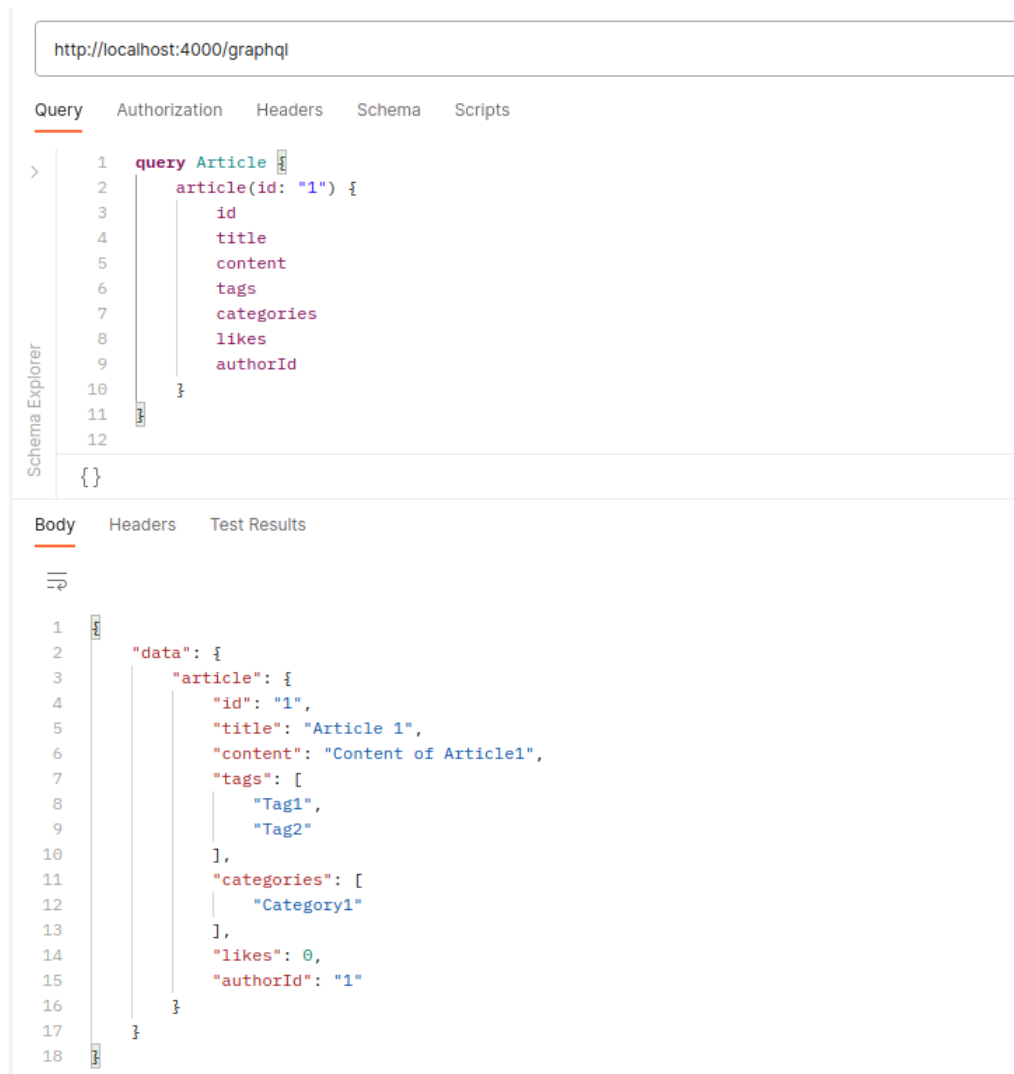 http://localhost:4000/graphql
Query Authorization Headers Schema Scripts
1 query Article {
2 article(id: "1") {
3 id
4 title
5 content
6 tags
7 categories
8 likes
9 authorId
10 }
11 }
12
Schema Explorer
{}
Body Headers Test Results
1 {
2 "data": {
3 "article": {
4 "id": "1",
5 "title": "Article 1",
6 "content": "Content of Article1",
7 "tags": [
8 "Tag1",
9 "Tag2"
10 ],
11 "categories": [
12 "Category1"
13 ],
14 "likes": 0,
15 "authorId": "1"
16 }
17 }
18 }